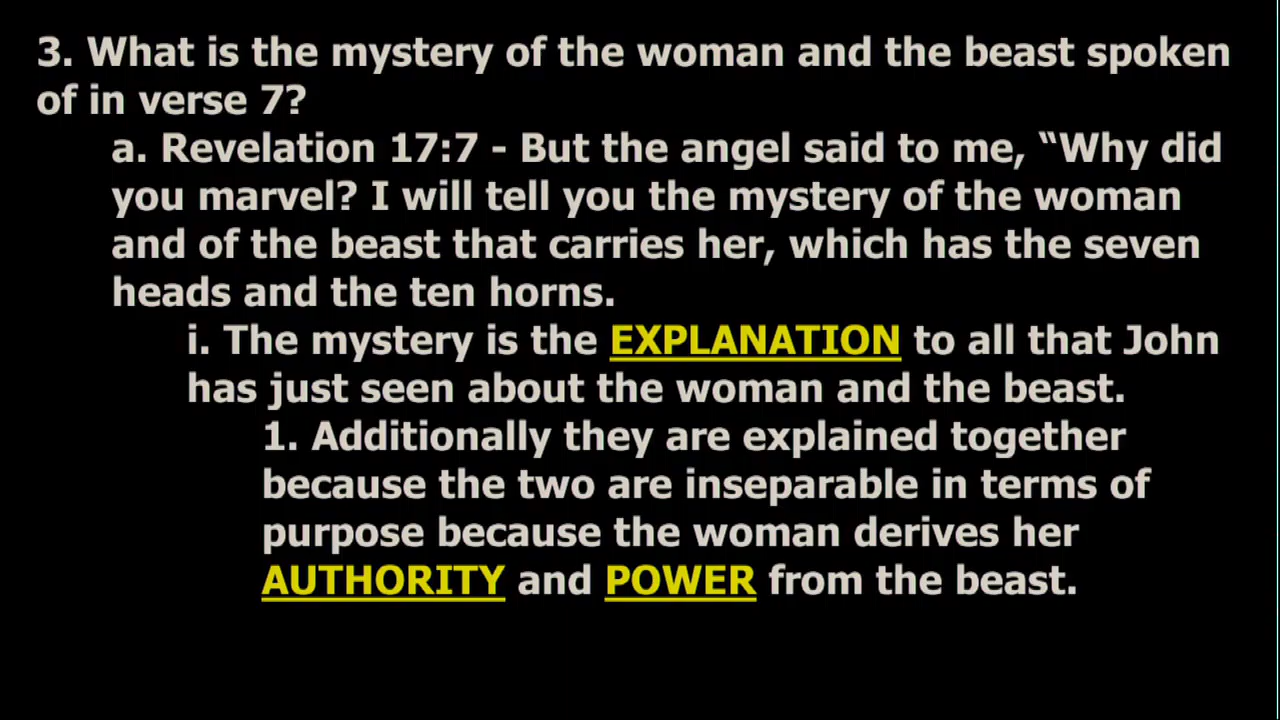 3. What is the mystery of the woman and the beast spoken
of in verse 7?
a. Revelation 17:7 - But the angel said to me, “Why did
you marvel? I will tell you the mystery of the woman
and of the beast that carries her, which has the seven
heads and the ten horns.
i. The mystery is the EXPLANATION to all that John
has just seen about the woman and the beast.
1. Additionally they are explained together
because the two are inseparable in terms of
purpose because the woman derives her
AUTHORITY and POWER from the beast.